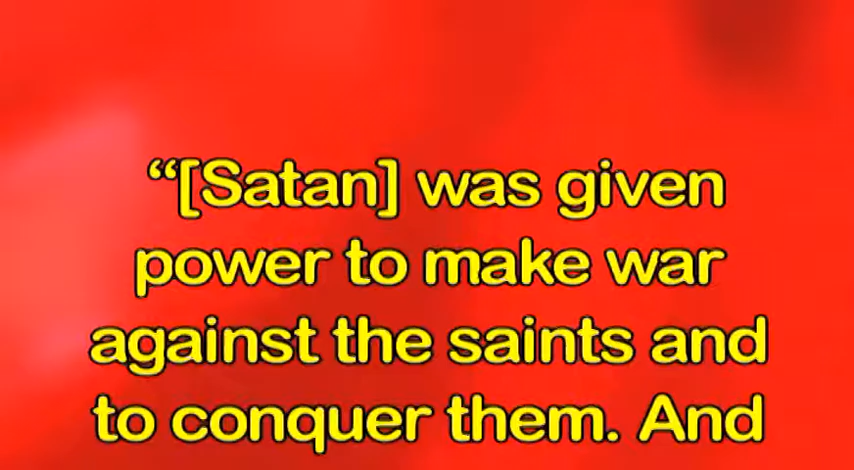 “[Satan] was given
power to make war
against the saints and
to conquer them. And